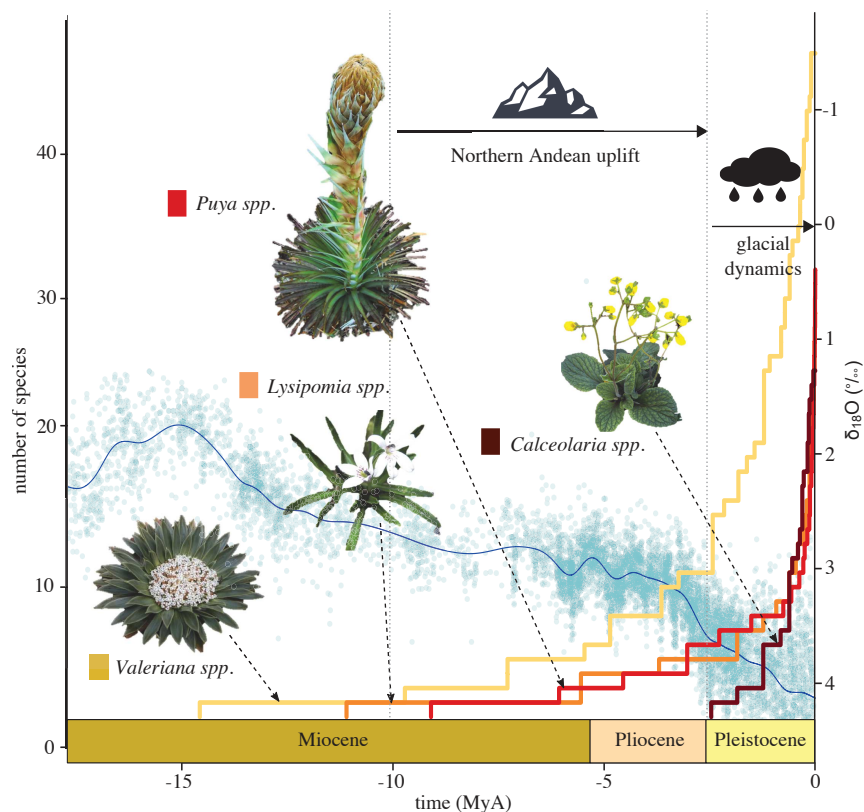 40
30
20
10
0
number of species
Puya spp.
Lysipomia spp.
Valeriana spp.
Calceolaria spp.
Northern Andean uplift
glacial
dynamics
-1
0
1
2
3
4
δ18O (°/°°)
Miocene
Pliocene
Pleistocene
-15
-10
-5
0
time (MyA)